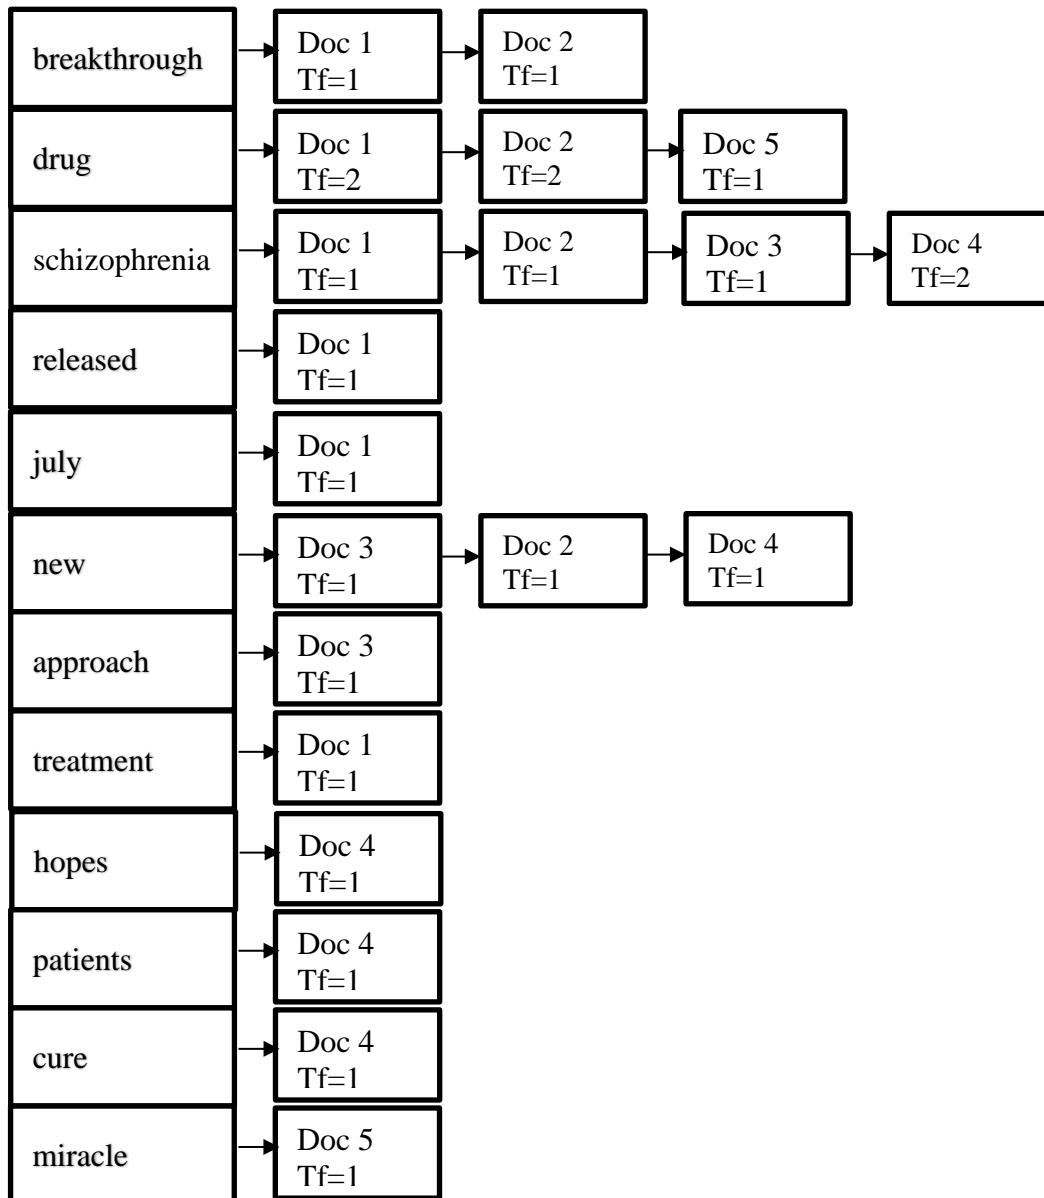 breakthrough
Doc 1
Tf=1
Doc 2
Tf=1
drug
Doc 1
Tf=2
Doc 2
Tf=2
Doc 5
Tf=1
schizophrenia
Doc 1
Tf=1
Doc 2
Tf=1
Doc 3
Tf=1
Doc 4
Tf=2
released
Doc 1
Tf=1
july
Doc 1
Tf=1
new
Doc 3
Tf=1
Doc 2
Tf=1
Doc 4
Tf=1
approach
Doc 3
Tf=1
treatment
Doc 1
Tf=1
hopes
Doc 4
Tf=1
patients
Doc 4
Tf=1
cure
Doc 4
Tf=1
miracle
Doc 5
Tf=1